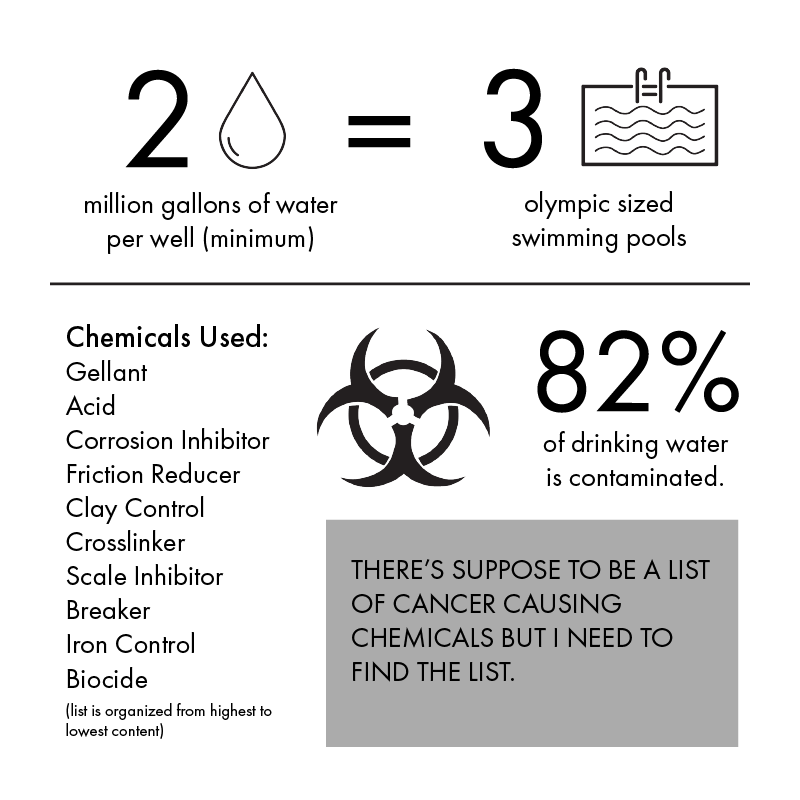 2 = 3
million gallons of water
per well (minimum)
olympic sized
swimming pools
Chemicals Used:
Gellant
Acid
Corrosion Inhibitor
Friction Reducer
Clay Control
Crosslinker
Scale Inhibitor
Breaker
Iron Control
Biocide
(list is organized from highest to
lowest content)
82%
of drinking water
is contaminated.
THERE'S SUPPOSE TO BE A LIST
OF CANCER CAUSING
CHEMICALS BUT I NEED TO
FIND THE LIST.